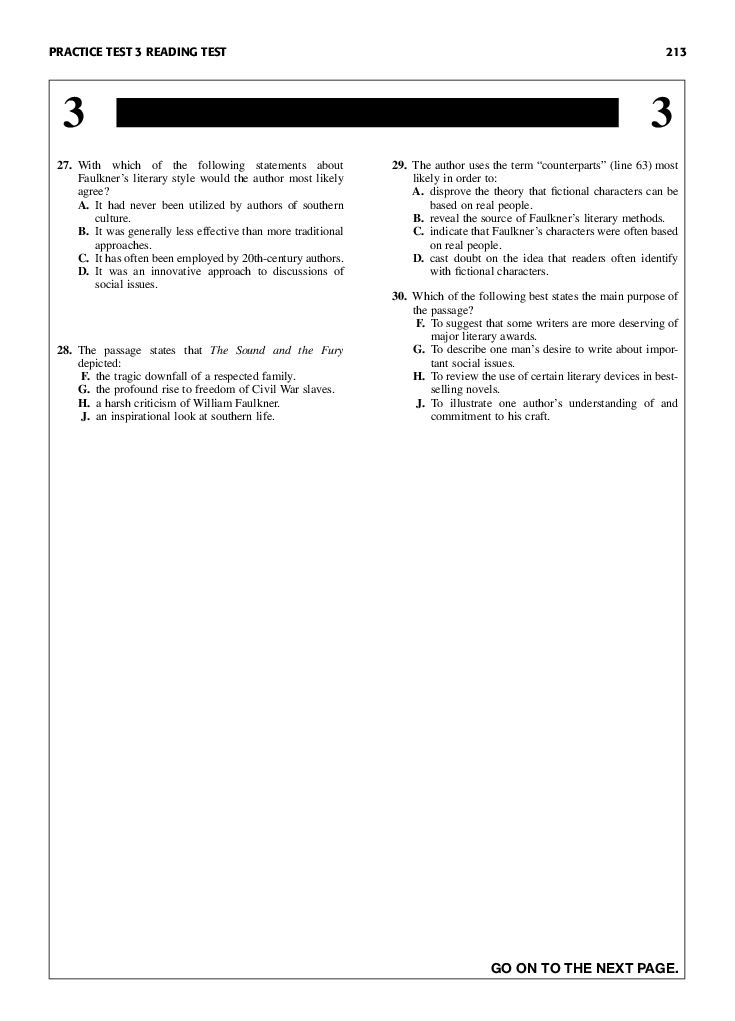 PRACTICE TEST 3 READING TEST
213
3
3
27. With which of the following statements about
Faulkner's literary style would the author most likely
agree?
A. It had never been utilized by authors of southern
culture.
B. It was generally less effective than more traditional
approaches.
C. It has often been employed by 20th-century authors.
D. It was an innovative approach to discussions of
social issues.
28. The passage states that The Sound and the Fury
depicted:
F. the tragic downfall of a respected family.
G. the profound rise to freedom of Civil War slaves.
H. a harsh criticism of William Faulkner.
J. an inspirational look at southern life.
29. The author uses the term “counterparts” (line 63) most
likely in order to:
A. disprove the theory that fictional characters can be
based on real people.
B. reveal the source of Faulkner's literary methods.
C. indicate that Faulkner's characters were often based
on real people.
D. cast doubt on the idea that readers often identify
with fictional characters.
30. Which of the following best states the main purpose of
the passage?
F. To suggest that some writers are more deserving of
major literary awards.
G. To describe one man's desire to write about impor-
tant social issues.
H. To review the use of certain literary devices in best-
selling novels.
J. To illustrate one author's understanding of and
commitment to his craft.
GO ON TO THE NEXT PAGE.